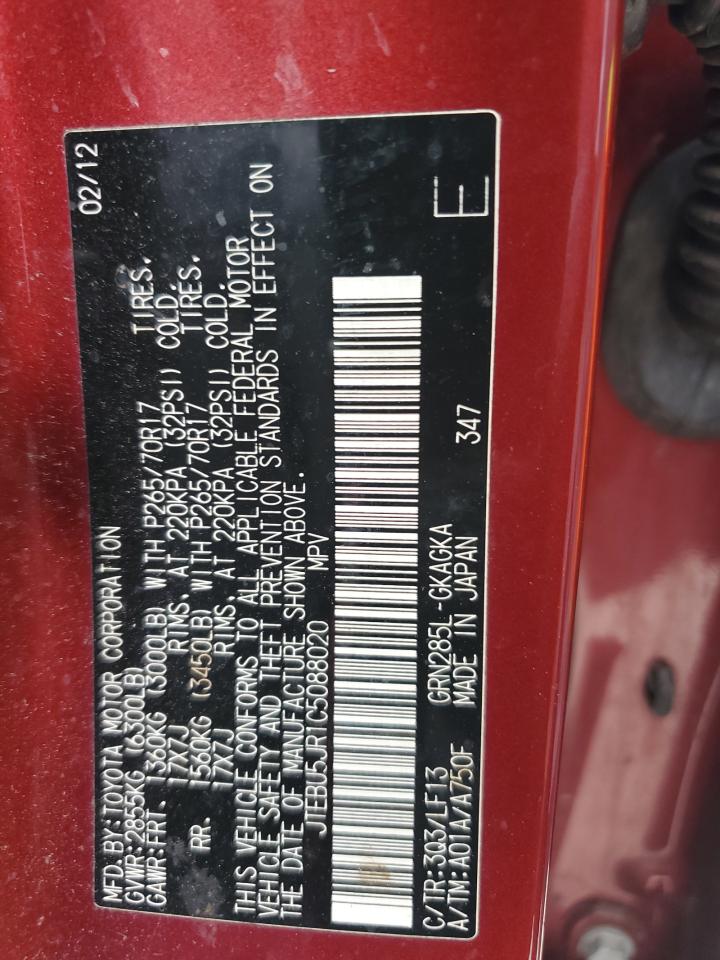 MFD. BY: TOYOTA MOTOR CORPORATION 02/12
GVWR: 2855KG (6300LB)
GAWR: FRT. 1360KG (3000LB) WITH P265/70R17 TIRES.
17X7J RIMS, AT 220KPA (32PSI) COLD.
RR. 1560KG (3450LB) WITH P265/70R17 TIRES.
17X7J RIMS, AT 220KPA (32PSI) COLD.
THIS VEHICLE CONFORMS TO ALL APPLICABLE FEDERAL MOTOR
VEHICLE SAFETY AND THEFT PREVENTION STANDARDS IN EFFECT ON
THE DATE OF MANUFACTURE SHOWN ABOVE.
JTEBU5JR1C5088020 MPV
C/TR: 3Q3/LF13 GRN285L-GKAGKA 347 E
A/TM: A01A/A750F MADE IN JAPAN